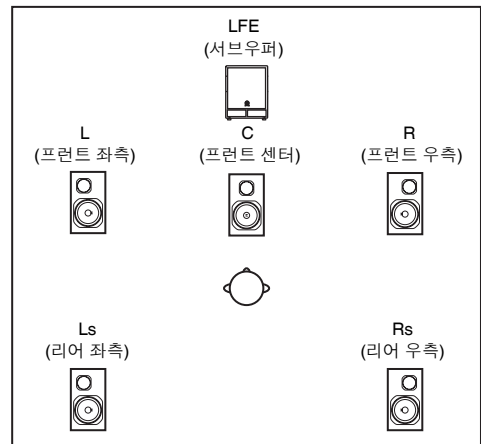 LFE
(서브우퍼)
L
(프런트 좌측)
C
(프런트 센터)
R
(프런트 우측)
Ls
(리어 좌측)
Rs
(리어 우측)